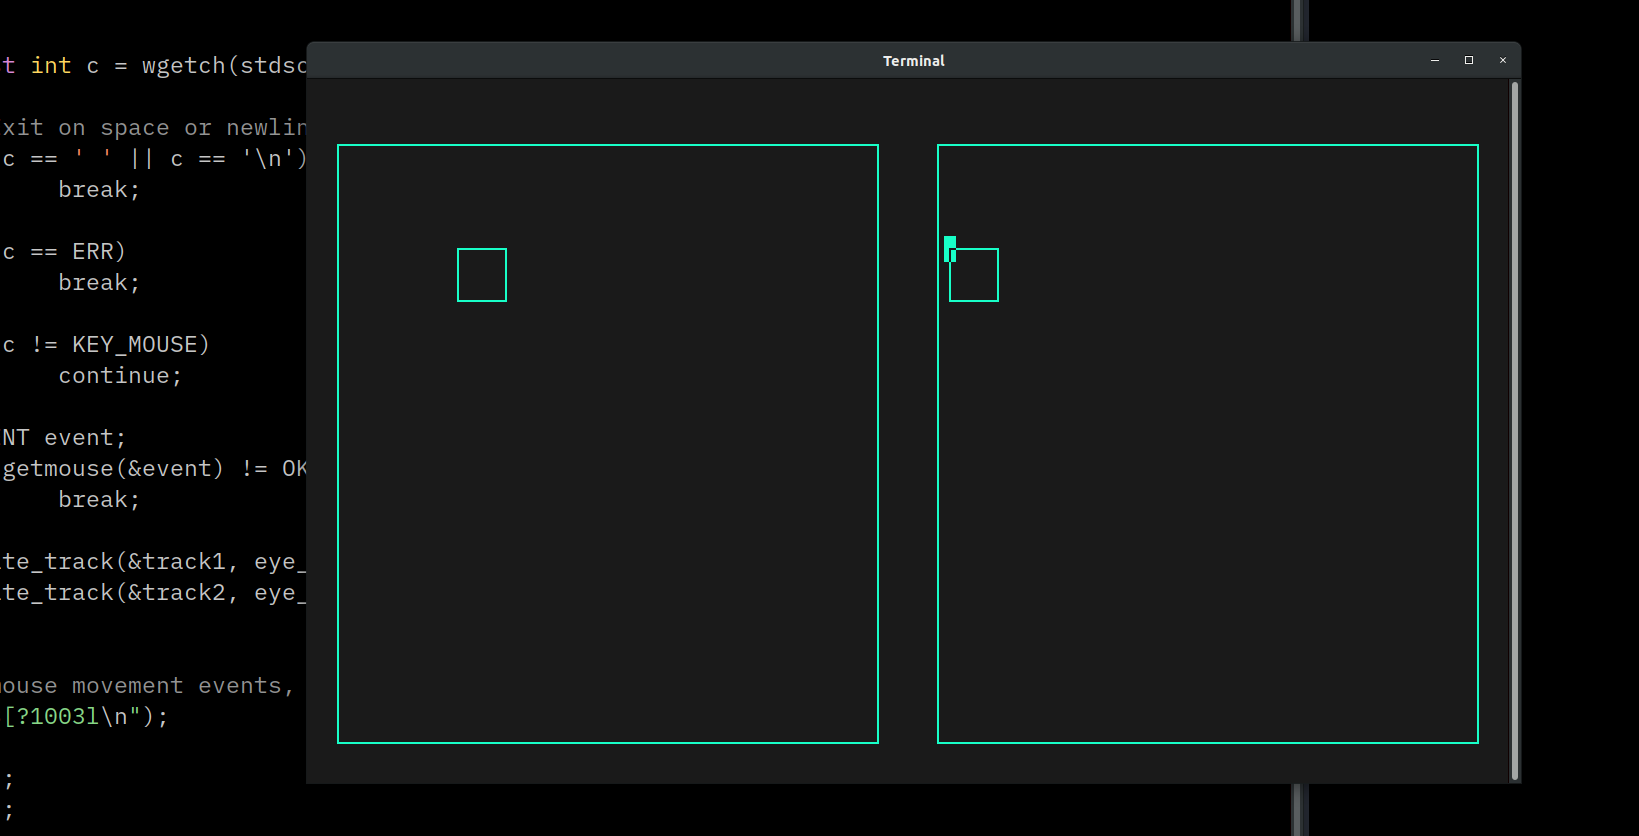 t int c = wgetch(stdsc
Terminal
xit on space or newlin
c == ' ' || c == '\n')
break;
c == ERR)
break;
c != KEY_MOUSE)
continue;
NT event;
getmouse(&event) != OK
break;
te_track(&track1, eye_
te_track(&track2, eye_
ouse movement events,
[?1003l\n");
;
;